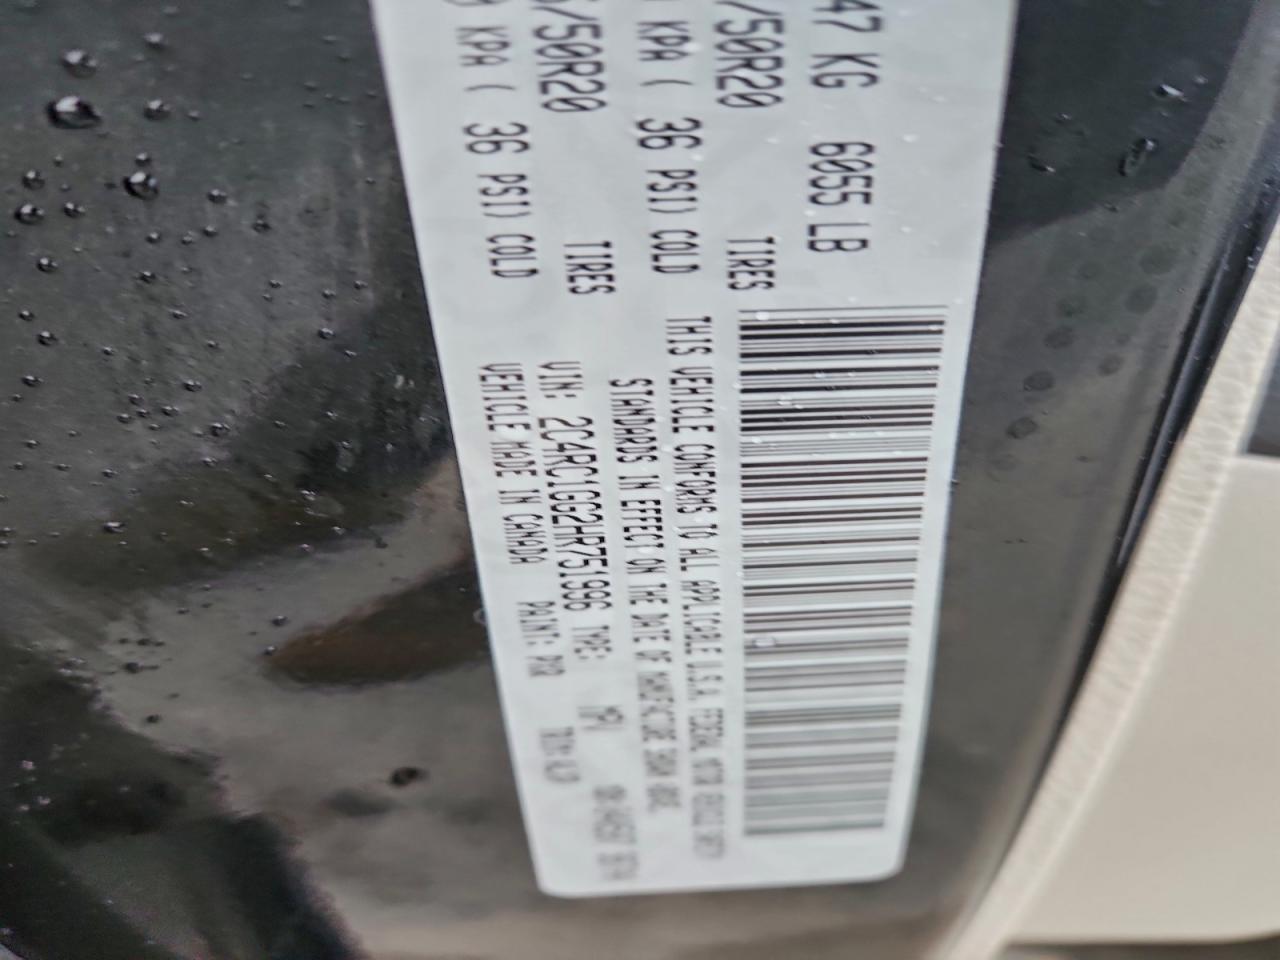 47 KG 6055 LB
/50R20 TIRES
KPA ( 36 PSI) COLD
/50R20 TIRES
KPA ( 36 PSI) COLD
THIS VEHICLE CONFORMS TO ALL APPLICABLE U.S.A. FEDERAL MOTOR VEHICLE SAFETY
STANDARDS IN EFFECT ON THE DATE OF MANUFACTURE SHOWN ABOVE.
VIN: 2C4RC1GG2HR751996 TYPE: MPV
VEHICLE MADE IN CANADA PAINT: